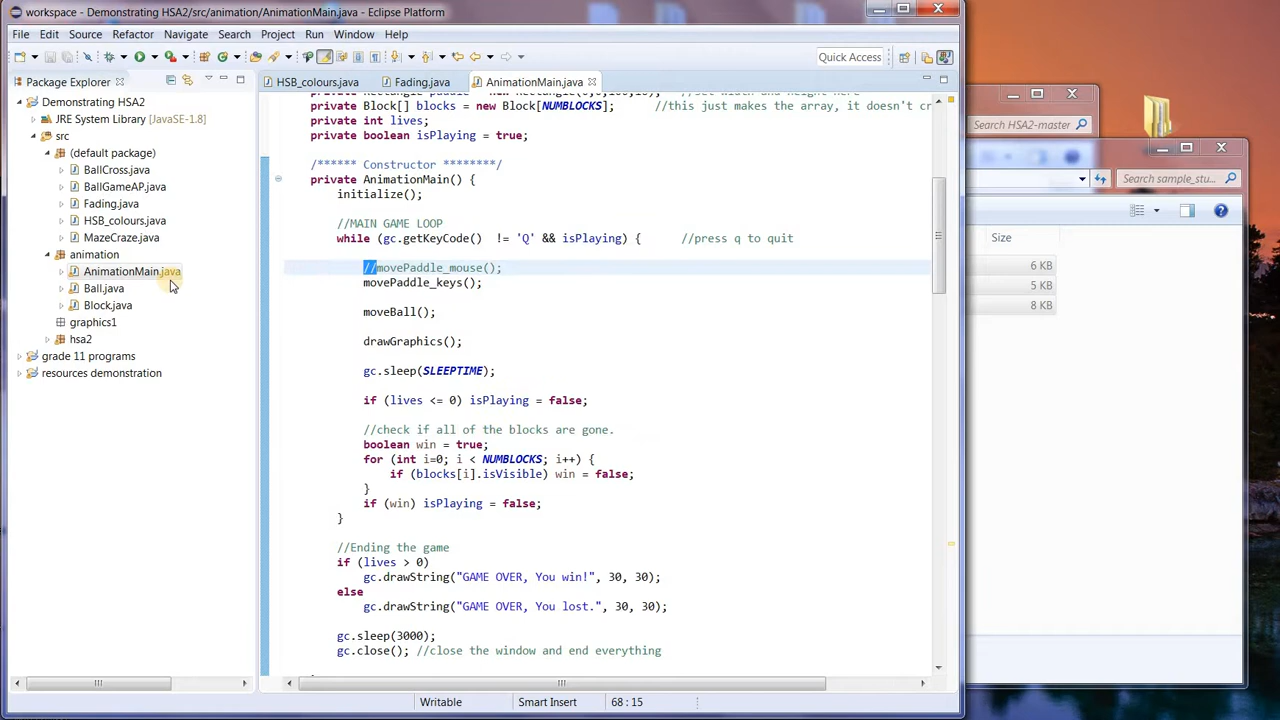 workspace - Demonstrating HSA2/src/animation/AnimationMain.java - Eclipse Platform
File Edit Source Refactor Navigate Search Project Run Window Help
Quick Access
Package Explorer
HSB_colours.java Fading.java AnimationMain.java
Demonstrating HSA2
JRE System Library [JavaSE-1.8]
src
(default package)
BallCross.java
BallGameAP.java
Fading.java
HSB_colours.java
MazeCraze.java
animation
AnimationMain.java
Ball.java
Block.java
graphics1
hsa2
grade 11 programs
resources demonstration
private Block[] blocks = new Block[NUMBLOCKS]; //this just makes the array, it doesn't cr
private int lives;
private boolean isPlaying = true;
/****** Constructor ********/
private AnimationMain() {
initialize();
//MAIN GAME LOOP
while (gc.getKeyCode() != 'Q' && isPlaying) { //press q to quit
//movePaddle_mouse();
movePaddle_keys();
moveBall();
drawGraphics();
gc.sleep(SLEEPTIME);
if (lives <= 0) isPlaying = false;
//check if all of the blocks are gone.
boolean win = true;
for (int i=0; i < NUMBLOCKS; i++) {
if (blocks[i].isVisible) win = false;
}
if (win) isPlaying = false;
}
//Ending the game
if (lives > 0)
gc.drawString("GAME OVER, You win!", 30, 30);
else
gc.drawString("GAME OVER, You lost.", 30, 30);
gc.sleep(3000);
gc.close(); //close the window and end everything
Writable Smart Insert 68 : 15
Search HSA2-master
Search sample_stu...
Size
6 KB
5 KB
8 KB